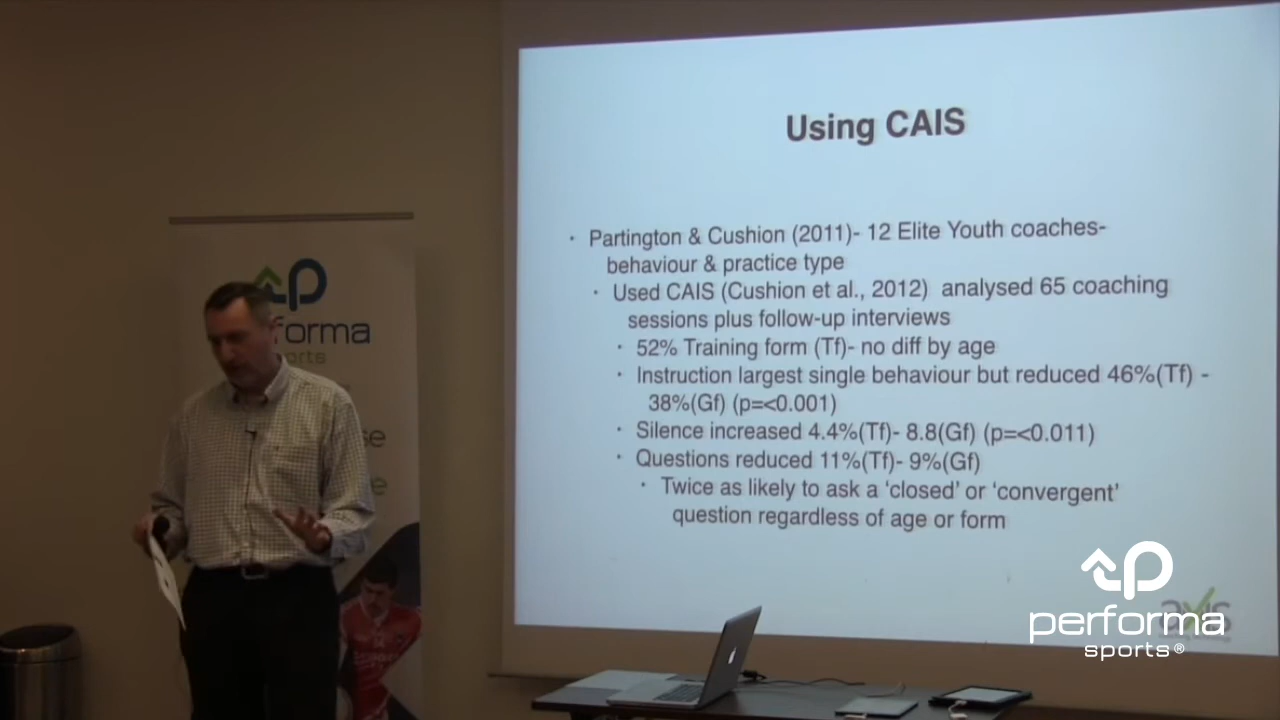 Using CAIS
• Partington & Cushion (2011)- 12 Elite Youth coaches-
behaviour & practice type
• Used CAIS (Cushion et al., 2012) analysed 65 coaching
sessions plus follow-up interviews
• 52% Training form (Tf)- no diff by age
• Instruction largest single behaviour but reduced 46%(Tf) -
38%(Gf) (p=<0.001)
• Silence increased 4.4%(Tf)- 8.8(Gf) (p=<0.011)
• Questions reduced 11%(Tf)- 9%(Gf)
• Twice as likely to ask a 'closed' or 'convergent'
question regardless of age or form
forma
orts
se
e
axis
performa
sports®